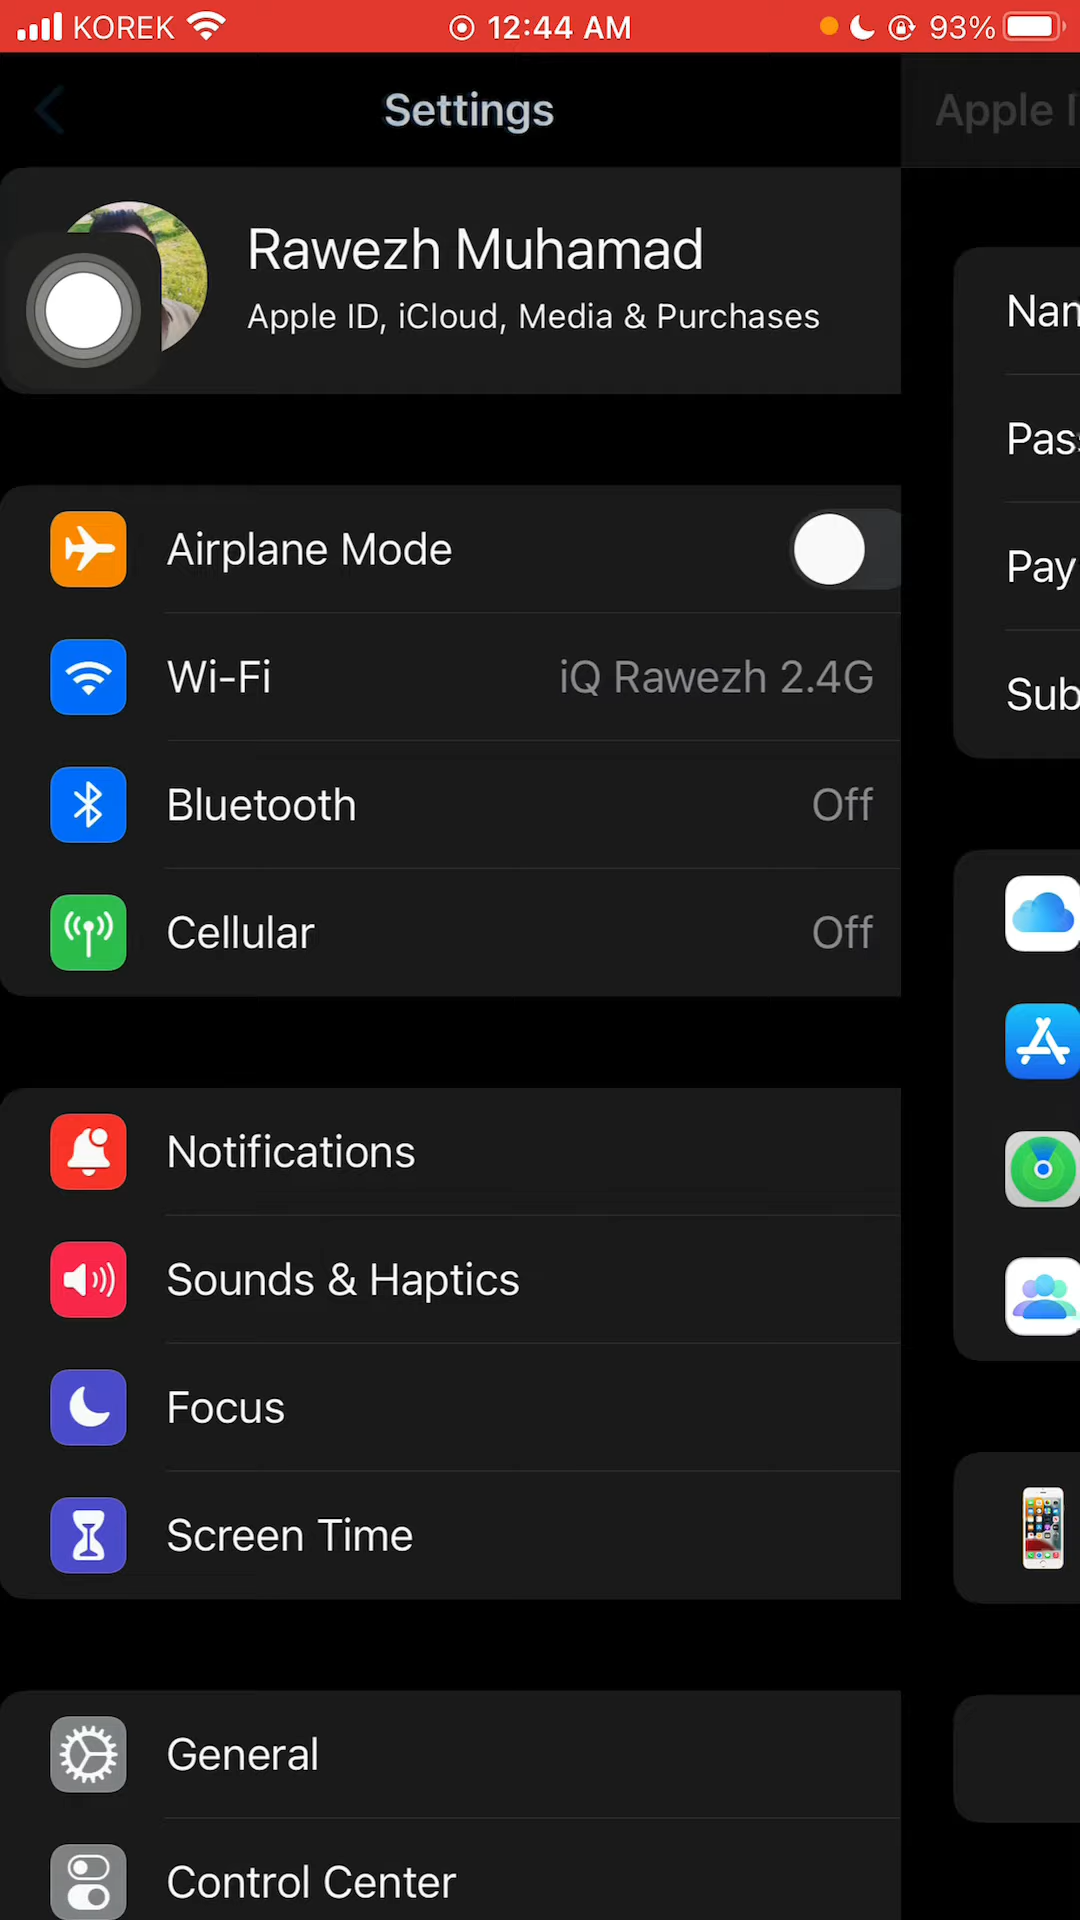 KOREK 12:44 AM 93%
Settings
Apple I
Rawezh Muhamad
Apple ID, iCloud, Media & Purchases
Airplane Mode
Wi-Fi iQ Rawezh 2.4G
Bluetooth Off
Cellular Off
Notifications
Sounds & Haptics
Focus
Screen Time
General
Control Center
Nam
Pas
Pay
Sub